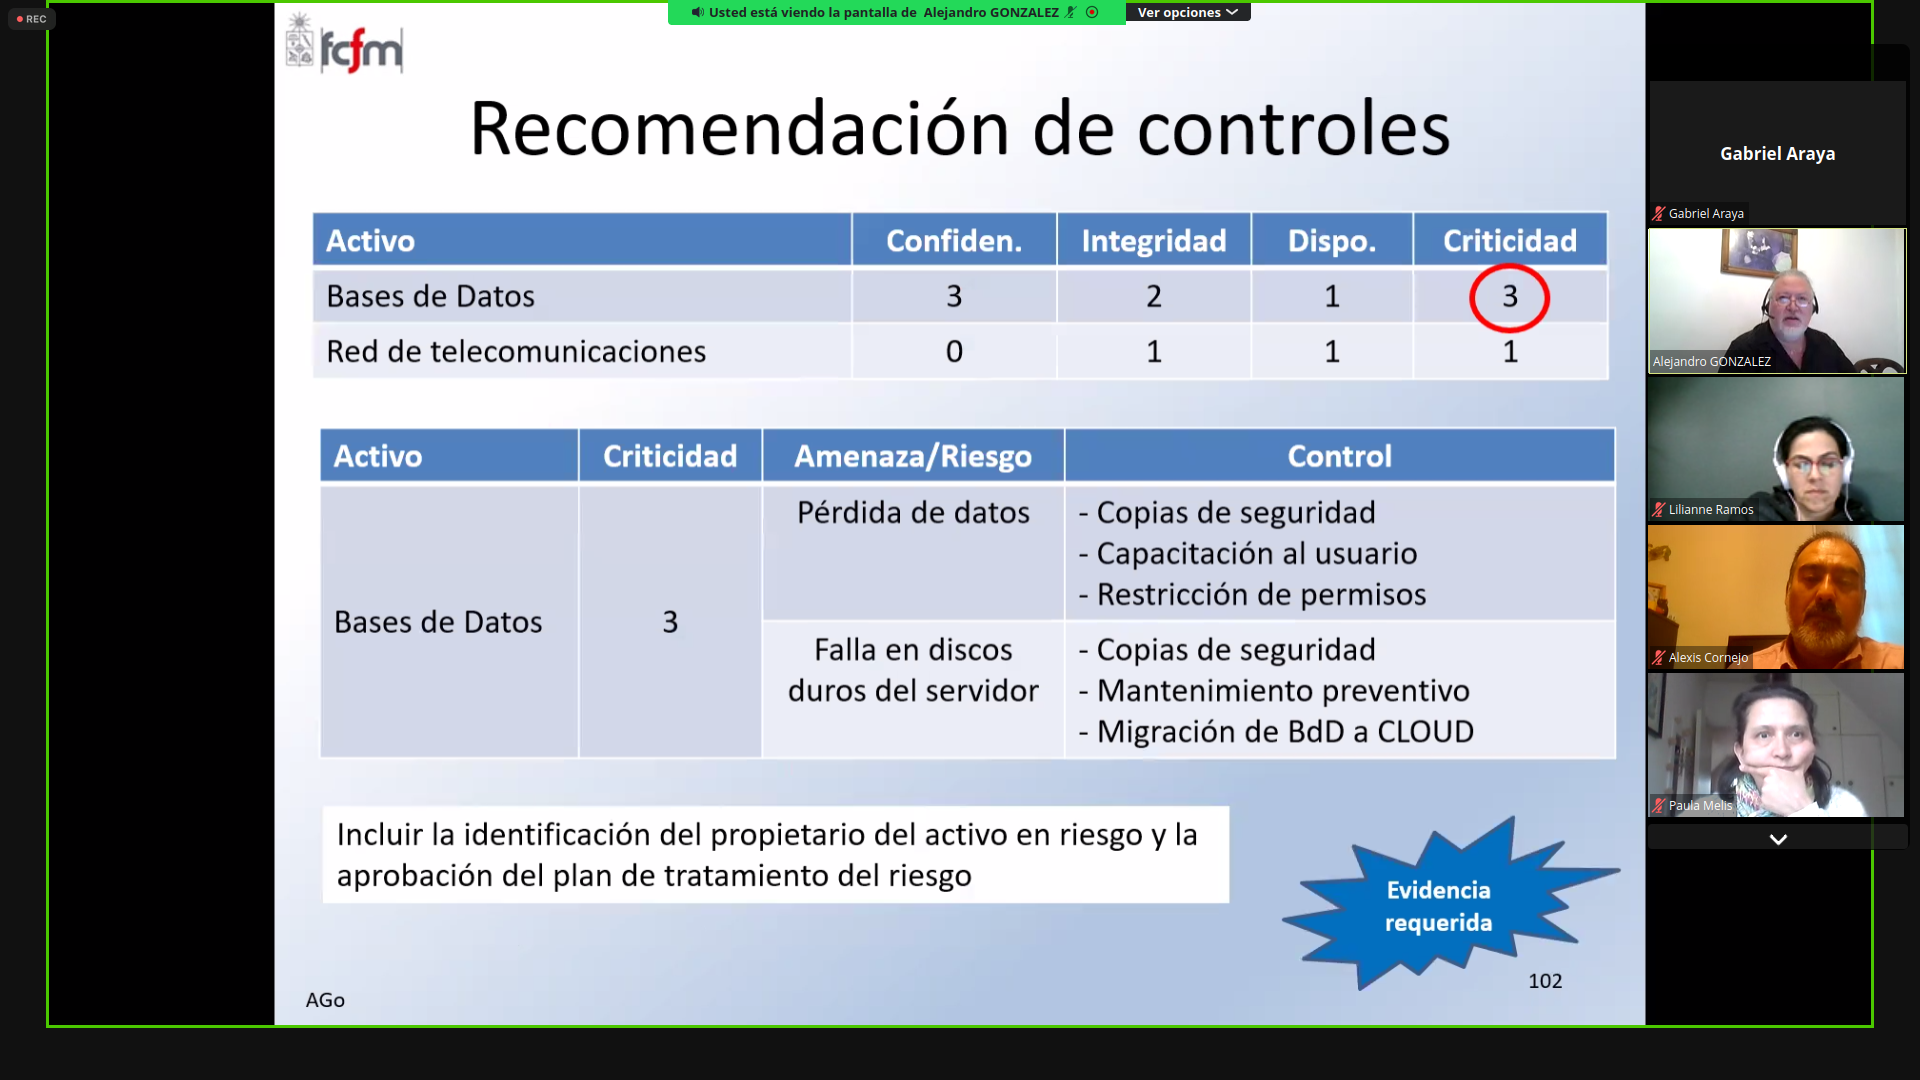 REC
Usted está viendo la pantalla de Alejandro GONZALEZ
Ver opciones
fcfm
Recomendación de controles
Activo Confiden. Integridad Dispo. Criticidad
Bases de Datos 3 2 1 3
Red de telecomunicaciones 0 1 1 1
Activo Criticidad Amenaza/Riesgo Control
Bases de Datos 3
Pérdida de datos
- Copias de seguridad
- Capacitación al usuario
- Restricción de permisos
Falla en discos
duros del servidor
- Copias de seguridad
- Mantenimiento preventivo
- Migración de BdD a CLOUD
Incluir la identificación del propietario del activo en riesgo y la
aprobación del plan de tratamiento del riesgo
Evidencia
requerida
AGo
102
Gabriel Araya
Gabriel Araya
Alejandro GONZALEZ
Lilianne Ramos
Alexis Cornejo
Paula Melis